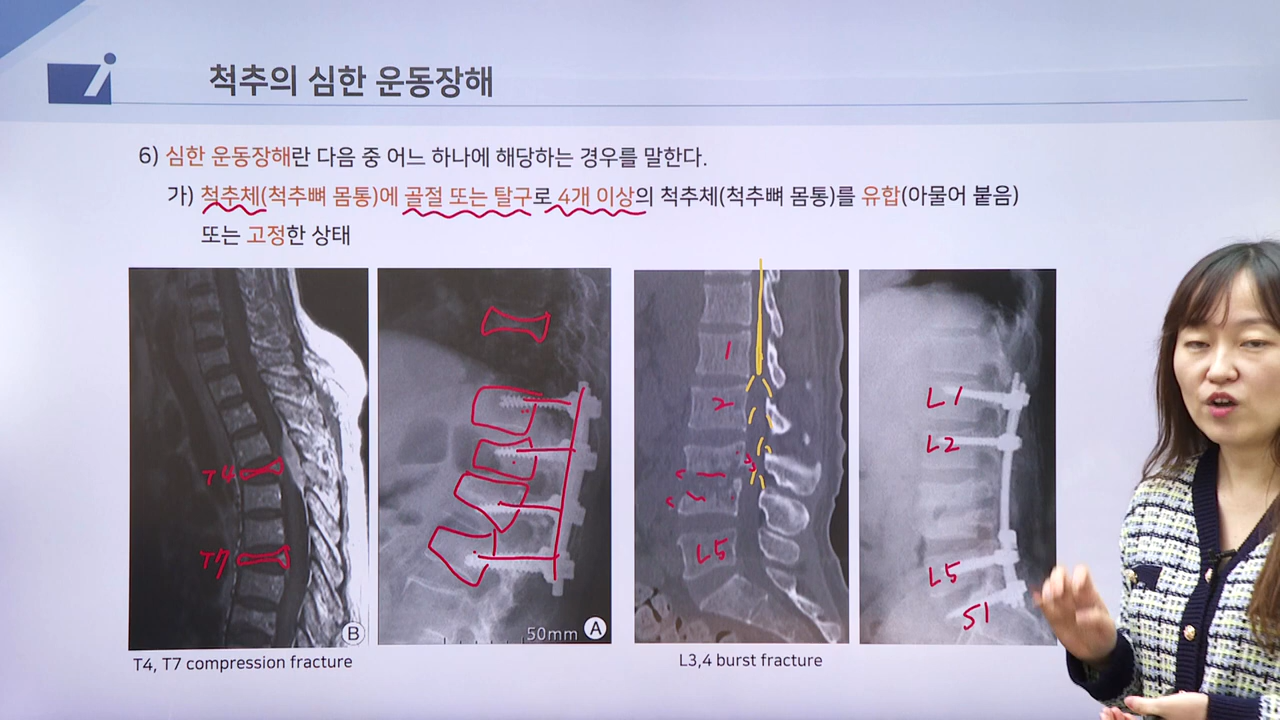 척추의 심한 운동장해
6) 심한 운동장해란 다음 중 어느 하나에 해당하는 경우를 말한다.
가) 척추체(척추뼈 몸통)에 골절 또는 탈구로 4개 이상의 척추체(척추뼈 몸통)를 유합(아물어 붙음)
또는 고정한 상태
T4
T7
B
50mm A
1
2
3
L5
L1
L2
L5
S1
T4, T7 compression fracture
L3,4 burst fracture